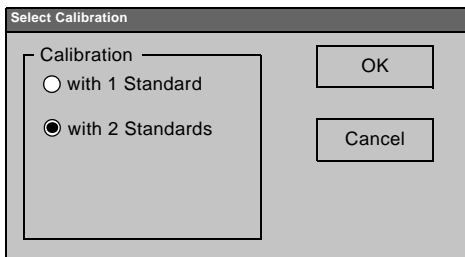 Select Calibration
Calibration
with 1 Standard
with 2 Standards
OK
Cancel